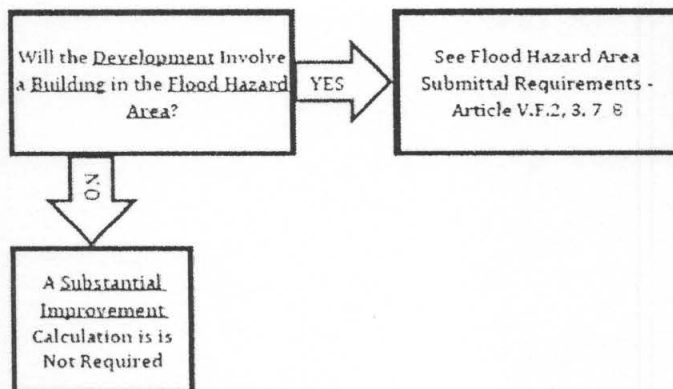 Will the Development Involve
a Building in the Flood Hazard
Area?
YES
See Flood Hazard Area
Submittal Requirements -
Article V.F.2, 3, 7, 8
NO
A Substantial
Improvement
Calculation is is
Not Required